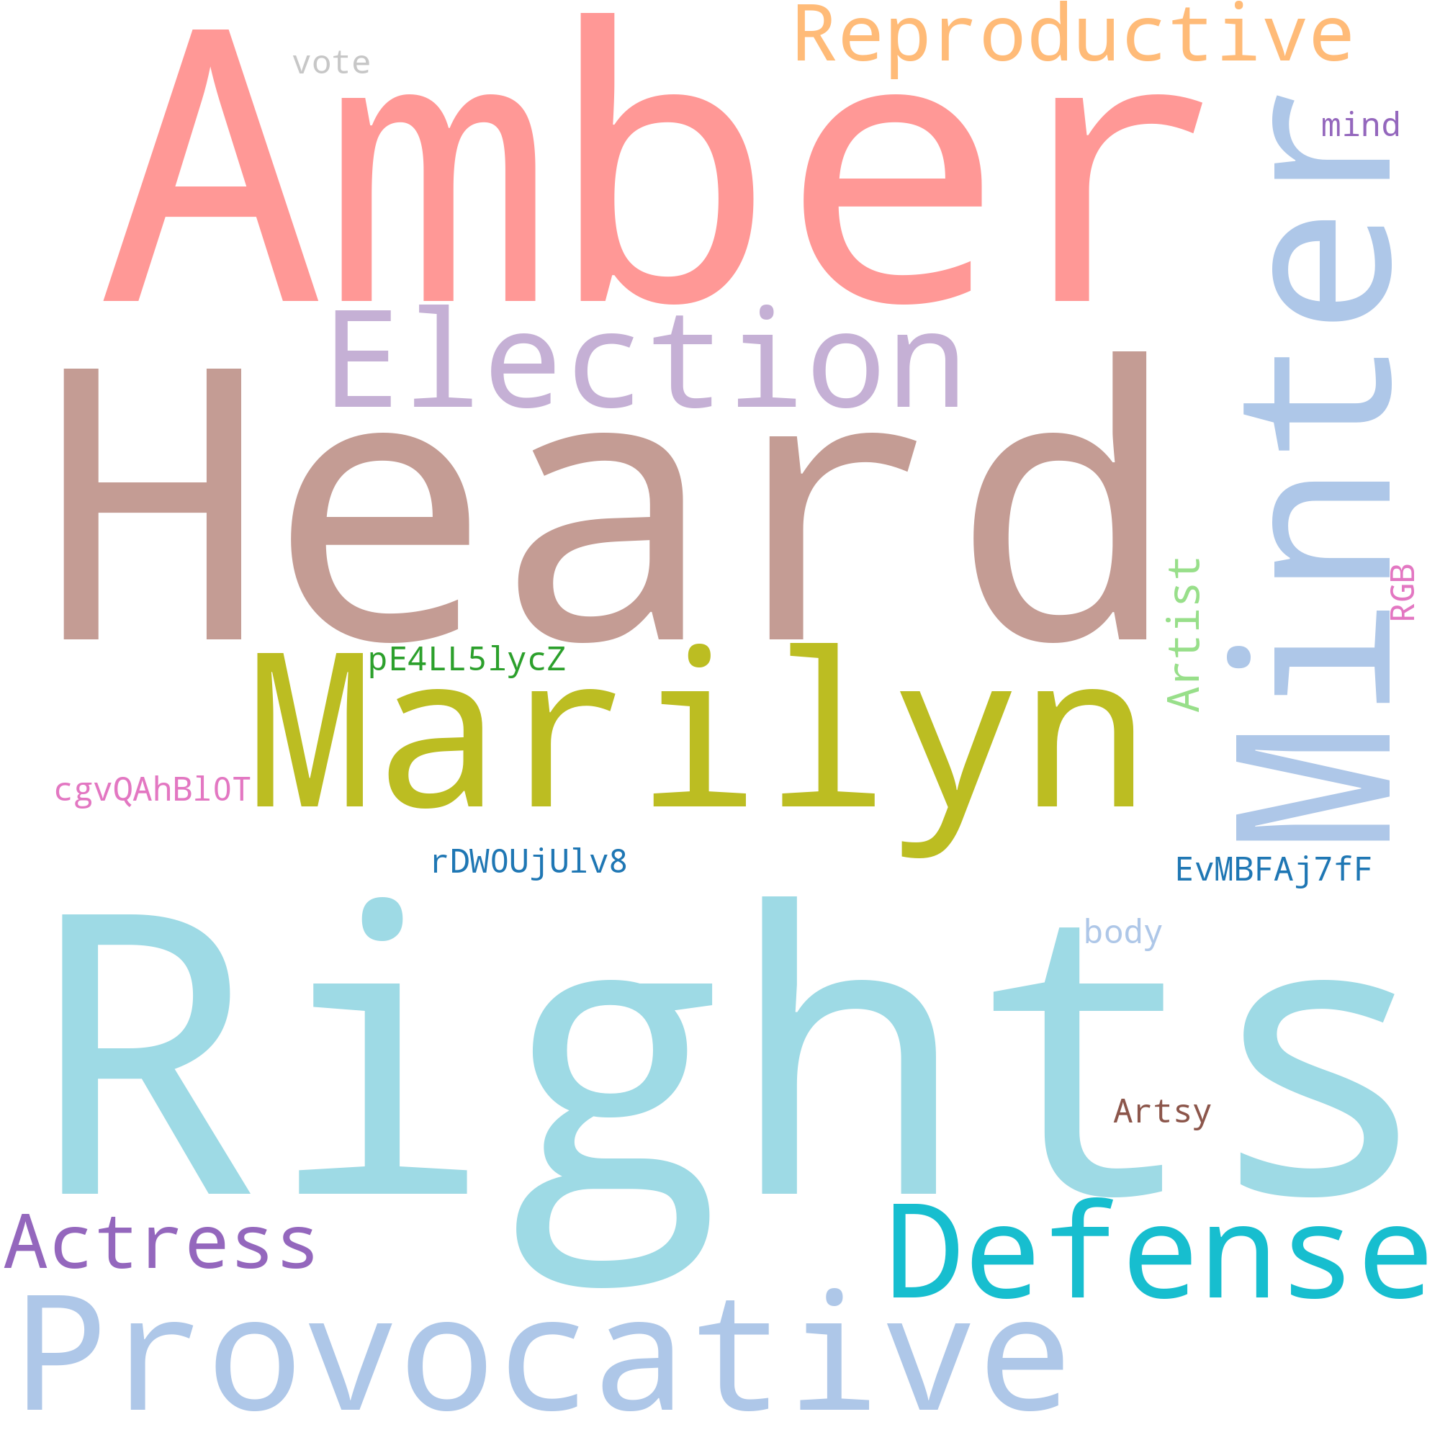 Reproductive
Amber
vote
mind
Minter
Election
Heard
Artist
RGB
Marilyn
pE4LL5lycZ
cgvQAhBl0T
rDWOUjUlv8
EvMBFAj7fF
Rights
body
Artsy
Actress
Defense
Provocative